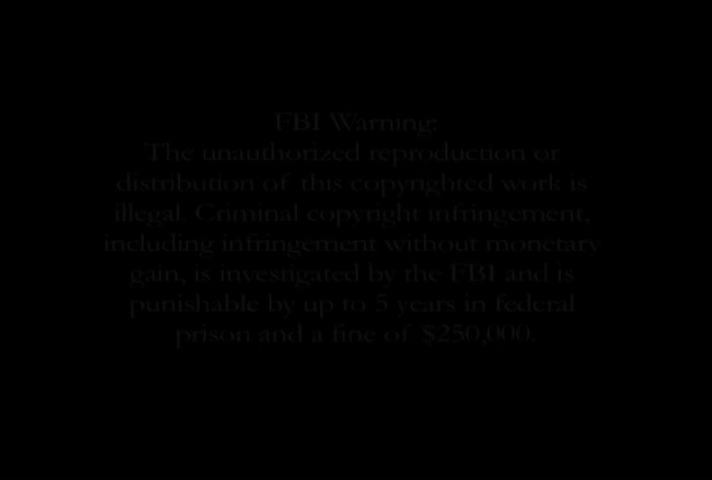 FBI Warning:
The unauthorized reproduction or
distribution of this copyrighted work is
illegal. Criminal copyright infringement,
including infringement without monetary
gain, is investigated by the FBI and is
punishable by up to 5 years in federal
prison and a fine of $250,000.